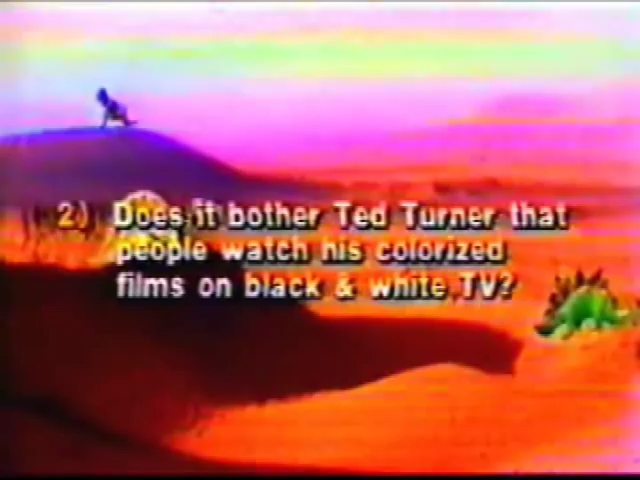 2.) Does it bother Ted Turner that
people watch his colorized
films on black & white TV?